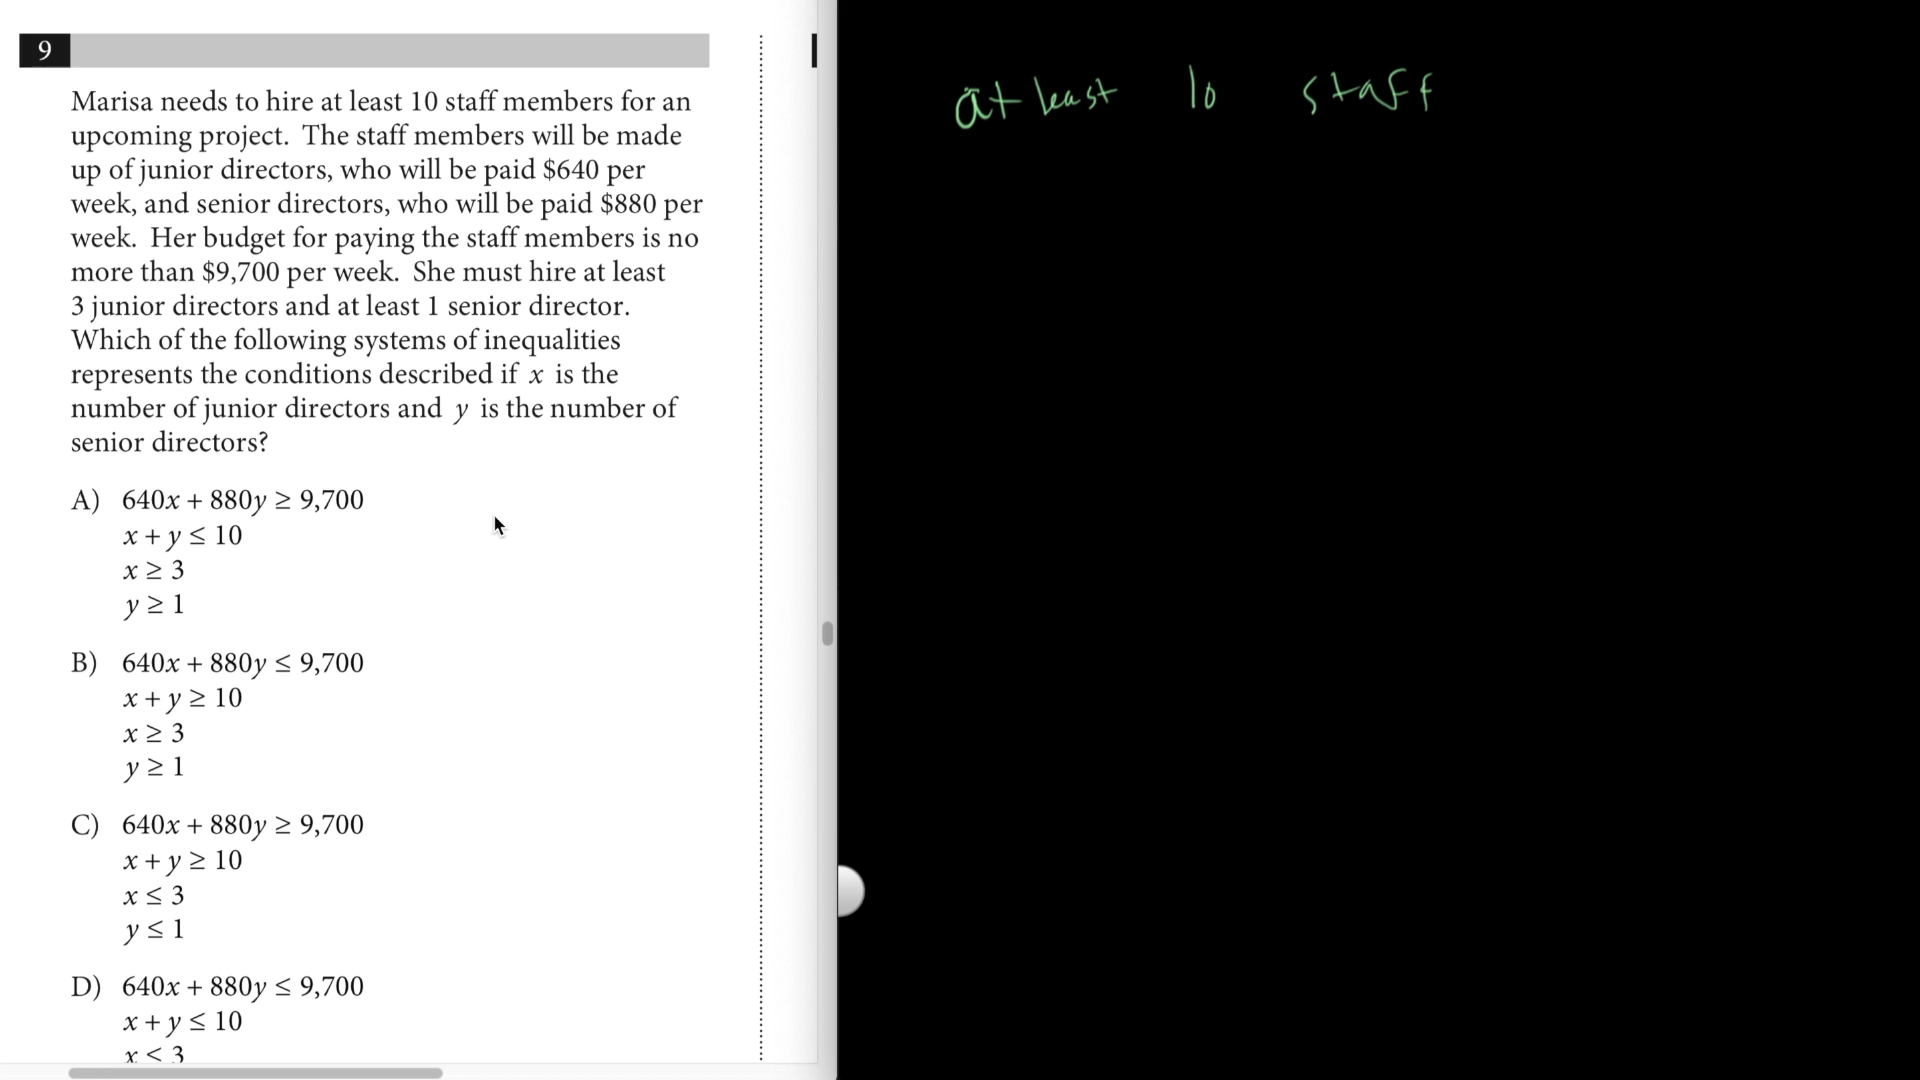 9
Marisa needs to hire at least 10 staff members for an
upcoming project. The staff members will be made
up of junior directors, who will be paid $640 per
week, and senior directors, who will be paid $880 per
week. Her budget for paying the staff members is no
more than $9,700 per week. She must hire at least
3 junior directors and at least 1 senior director.
Which of the following systems of inequalities
represents the conditions described if x is the
number of junior directors and y is the number of
senior directors?
A) 640x + 880y ≥ 9,700
x + y ≤ 10
x ≥ 3
y ≥ 1
B) 640x + 880y ≤ 9,700
x + y ≥ 10
x ≥ 3
y ≥ 1
C) 640x + 880y ≥ 9,700
x + y ≥ 10
x ≤ 3
y ≤ 1
D) 640x + 880y ≤ 9,700
x + y ≤ 10
at least 10 staff